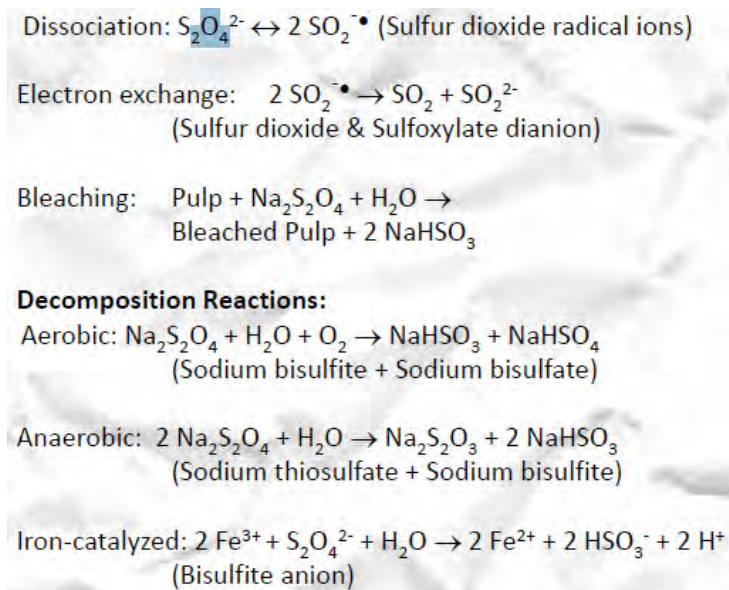 Dissociation: S₂O₄²⁻ ↔ 2 SO₂⁻• (Sulfur dioxide radical ions)
Electron exchange: 2 SO₂⁻• → SO₂ + SO₂²⁻
(Sulfur dioxide & Sulfoxylate dianion)
Bleaching: Pulp + Na₂S₂O₄ + H₂O →
Bleached Pulp + 2 NaHSO₃
Decomposition Reactions:
Aerobic: Na₂S₂O₄ + H₂O + O₂ → NaHSO₃ + NaHSO₄
(Sodium bisulfite + Sodium bisulfate)
Anaerobic: 2 Na₂S₂O₄ + H₂O → Na₂S₂O₃ + 2 NaHSO₃
(Sodium thiosulfate + Sodium bisulfite)
Iron-catalyzed: 2 Fe³⁺ + S₂O₄²⁻ + H₂O → 2 Fe²⁺ + 2 HSO₃⁻ + 2 H⁺
(Bisulfite anion)